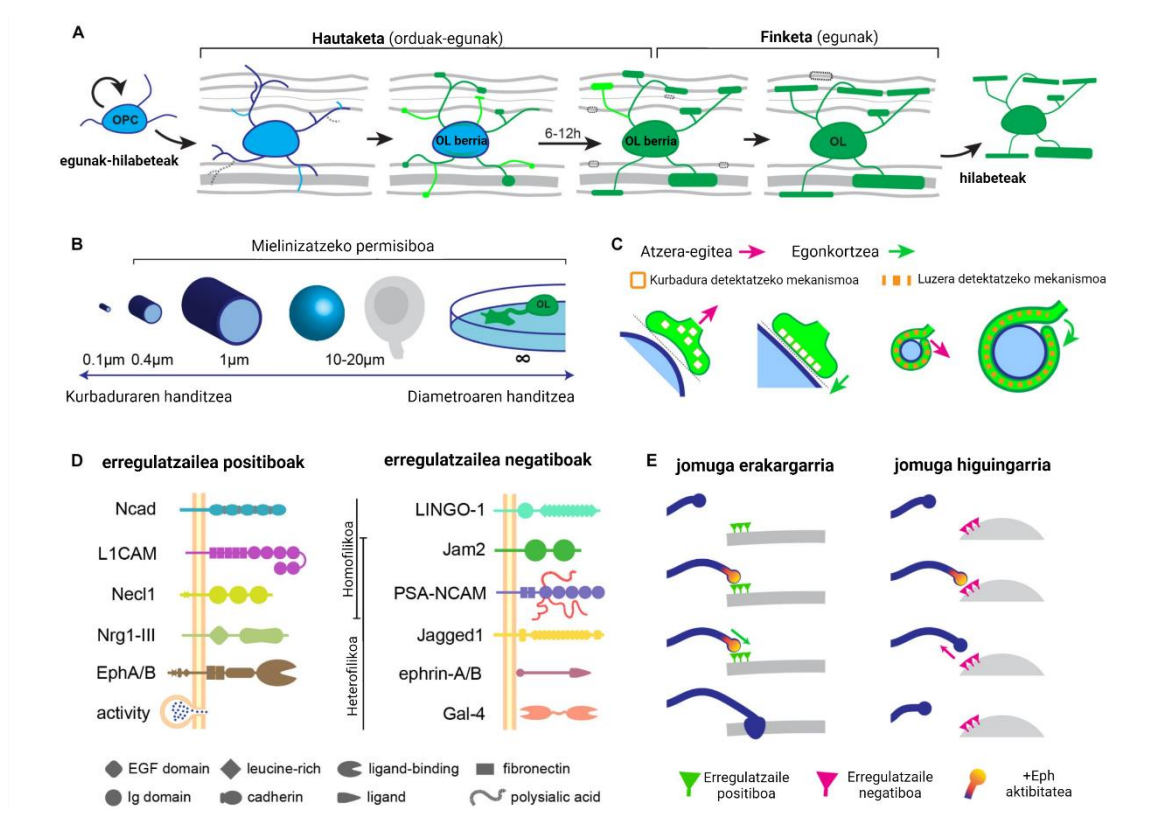 A
Hautaketa (orduak-egunak)
Finketa (egunak)
OPC
OL berria
6-12h
OL berria
OL
egunak-hilabeteak
hilabeteak
B
Mielinizatzeko permisiboa
OL
0.1µm 0.4µm 1µm 10-20µm ∞
Kurbaduraren handitzea
Diametroaren handitzea
C
Atzera-egitea
Egonkortzea
Kurbadura detektatzeko mekanismoa
Luzera detektatzeko mekanismoa
D
erregulatzailea positiboak
Ncad
L1CAM
Necl1
Nrg1-III
EphA/B
activity
Homofilikoa
Heterofilikoa
erregulatzailea negatiboak
LINGO-1
Jam2
PSA-NCAM
Jagged1
ephrin-A/B
Gal-4
EGF domain
leucine-rich
ligand-binding
fibronectin
Ig domain
cadherin
ligand
polysialic acid
E
jomuga erakargarria
jomuga higuingarria
Erregulatzaile
positiboa
Erregulatzaile
negatiboa
+Eph
aktibitatea